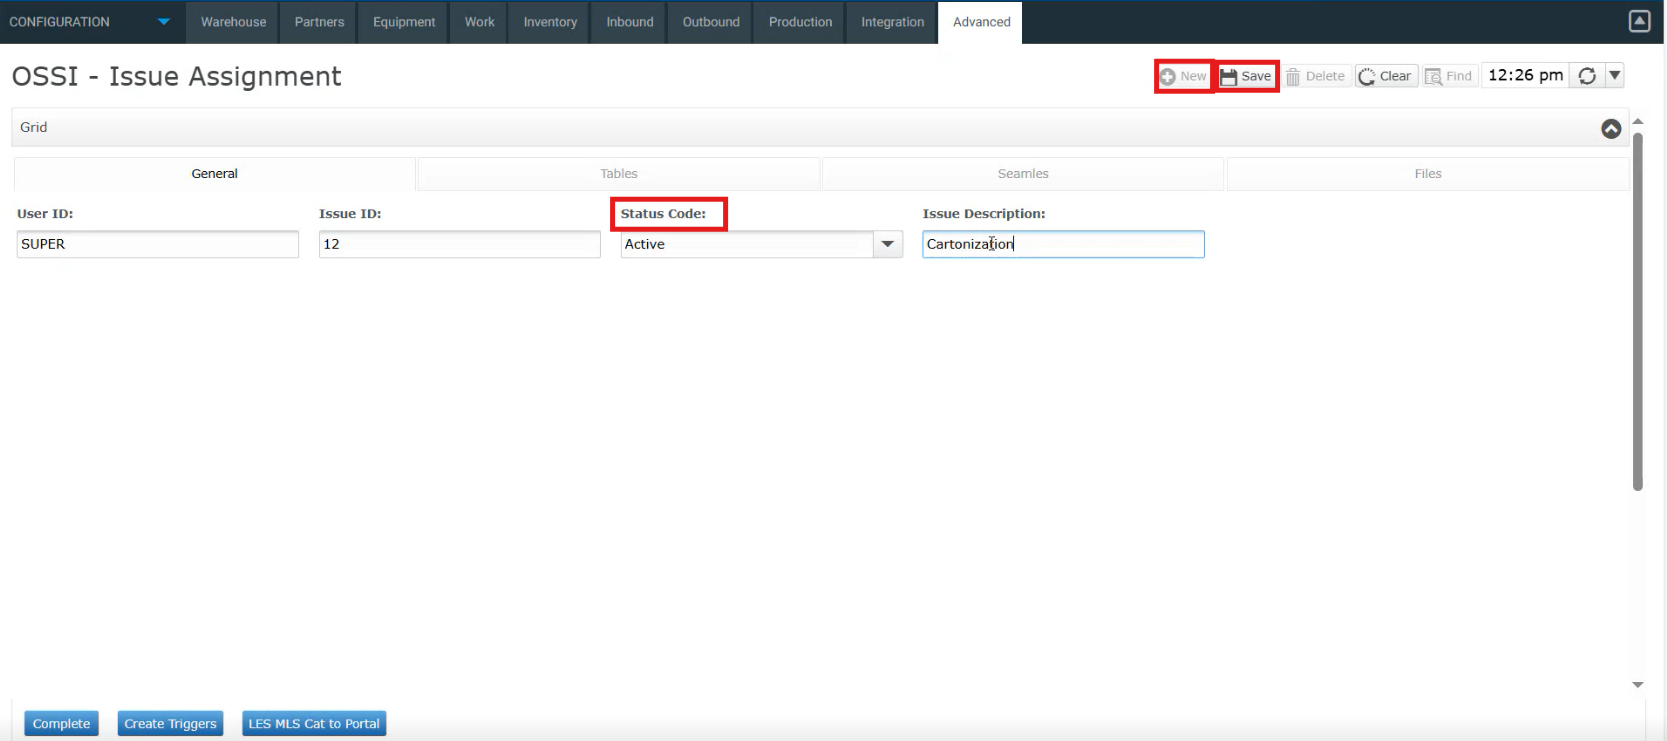 CONFIGURATION Warehouse Partners Equipment Work Inventory Inbound Outbound Production Integration Advanced
OSSI - Issue Assignment New Save Delete Clear Find 12:26 pm
Grid
General Tables Seamles Files
User ID: Issue ID: Status Code: Issue Description:
SUPER 12 Active Cartonization
Complete Create Triggers LES MLS Cat to Portal